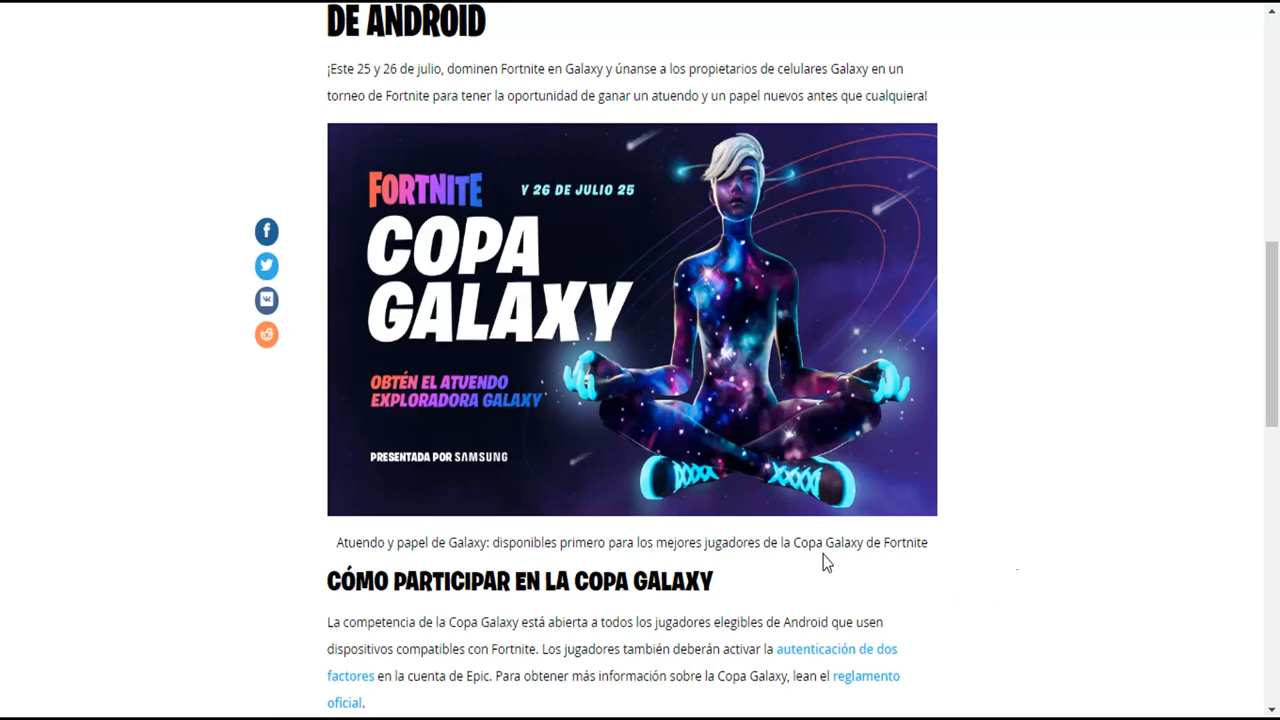 DE ANDROID
¡Este 25 y 26 de julio, dominen Fortnite en Galaxy y únanse a los propietarios de celulares Galaxy en un
torneo de Fortnite para tener la oportunidad de ganar un atuendo y un papel nuevos antes que cualquiera!
FORTNITE
Y 26 DE JULIO 25
COPA
GALAXY
OBTÉN EL ATUENDO
EXPLORADORA GALAXY
PRESENTADA POR SAMSUNG
Atuendo y papel de Galaxy: disponibles primero para los mejores jugadores de la Copa Galaxy de Fortnite
CÓMO PARTICIPAR EN LA COPA GALAXY
La competencia de la Copa Galaxy está abierta a todos los jugadores elegibles de Android que usen
dispositivos compatibles con Fortnite. Los jugadores también deberán activar la autenticación de dos
factores en la cuenta de Epic. Para obtener más información sobre la Copa Galaxy, lean el reglamento
oficial.